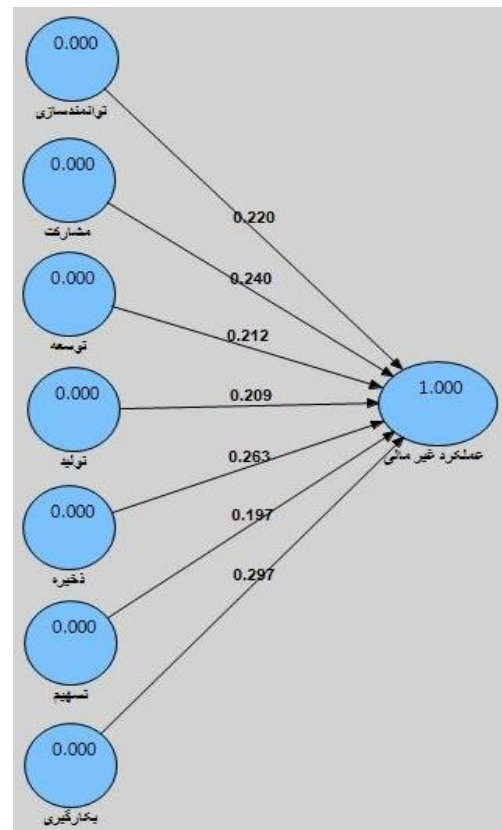 0.000
توانمندسازی
0.000
مشارکت
0.000
توسعه
0.000
تولید
0.000
ذخیره
0.000
تسهیم
0.000
بکارگیری
0.220
0.240
0.212
0.209
0.263
0.197
0.297
1.000
عملکرد غیر مالی